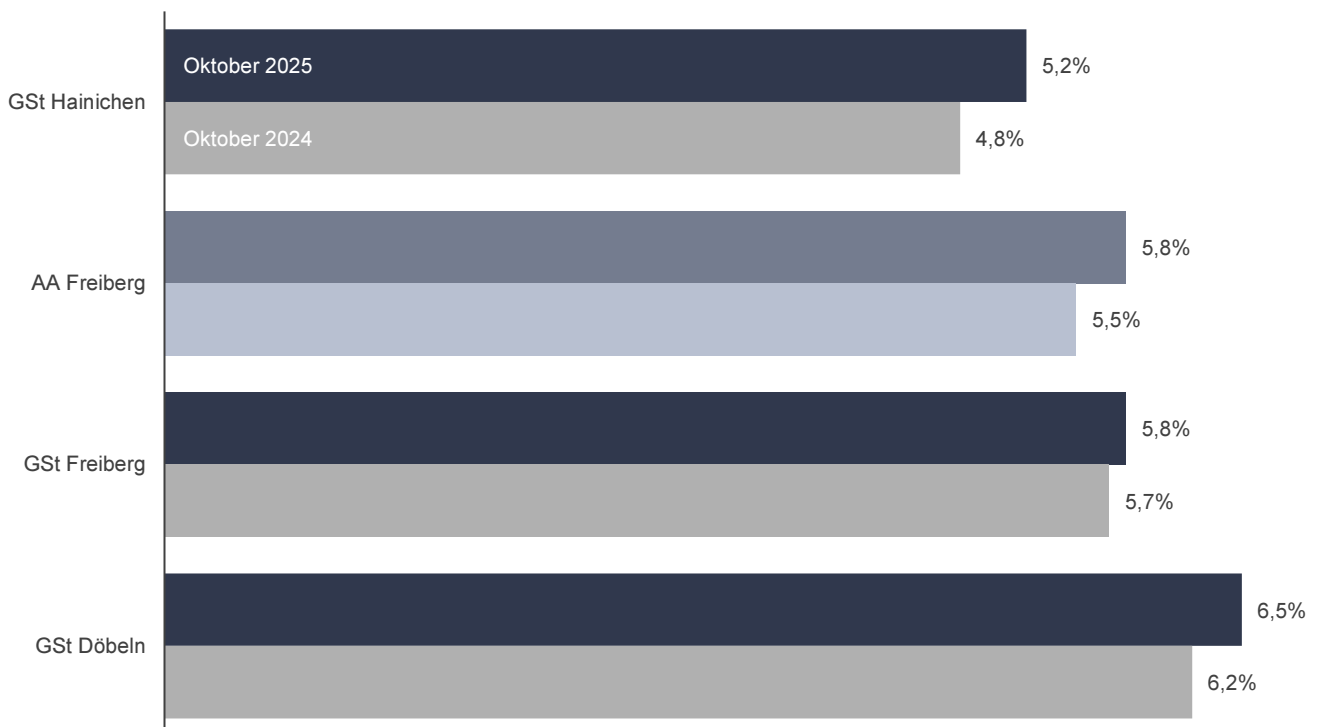 Oktober 2025
5,2%
GSt Hainichen
Oktober 2024
4,8%
5,8%
AA Freiberg
5,5%
5,8%
GSt Freiberg
5,7%
6,5%
GSt Döbeln
6,2%